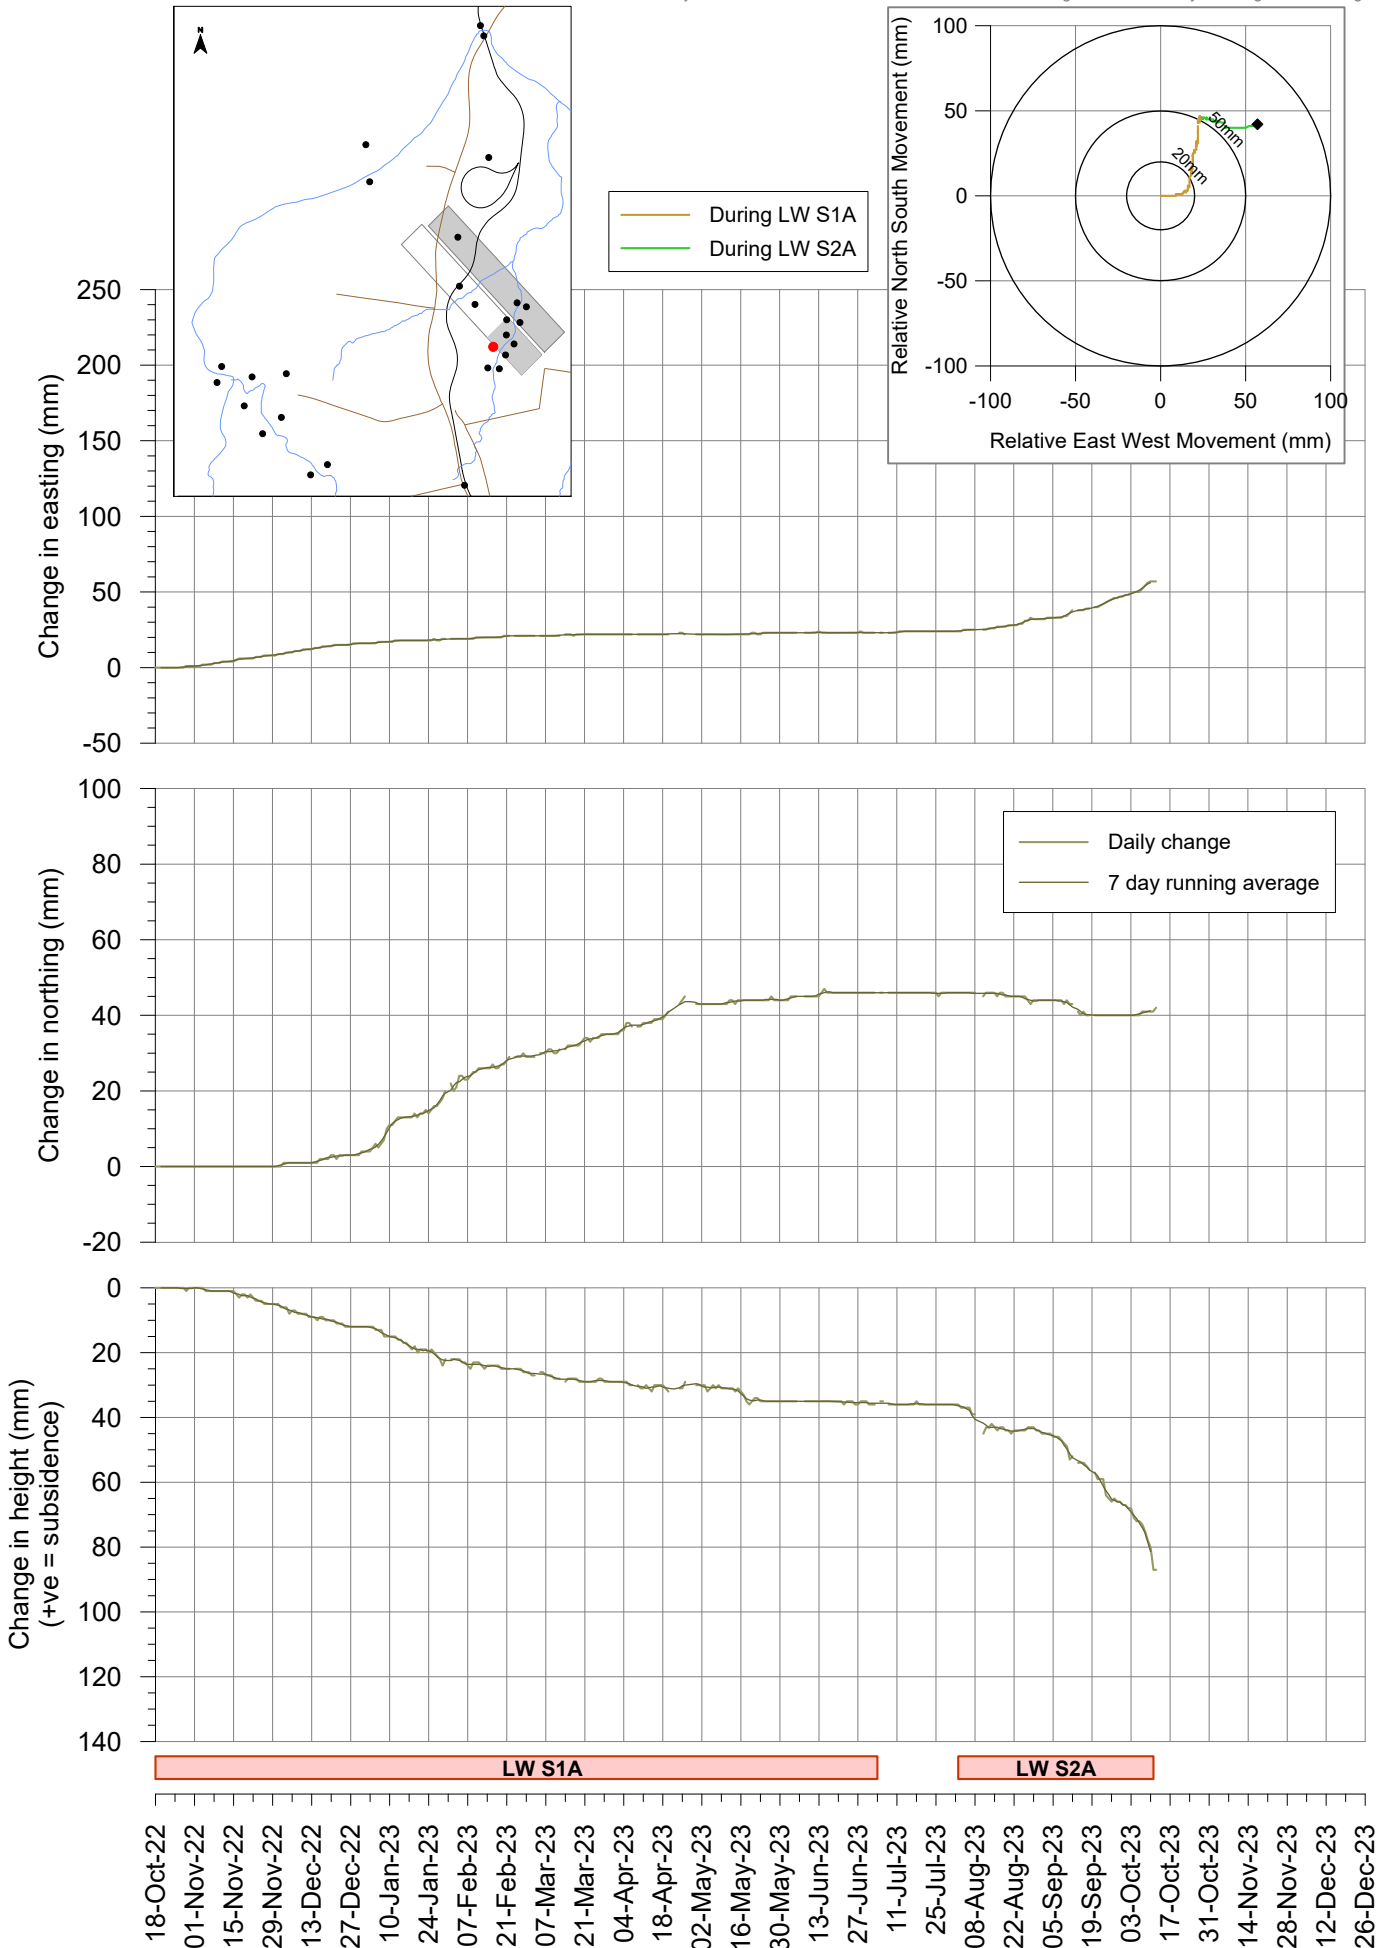 N
During LW S1A
During LW S2A
Relative North South Movement (mm)
100
50
0
-50
-100
50mm
20mm
-100
-50
0
50
100
Relative East West Movement (mm)
Change in easting (mm)
250
200
150
100
50
0
-50
Change in northing (mm)
100
80
60
40
20
0
-20
Daily change
7 day running average
Change in height (mm)
(+ve = subsidence)
0
20
40
60
80
100
120
140
LW S1A
LW S2A
18-Oct-22
01-Nov-22
15-Nov-22
29-Nov-22
13-Dec-22
27-Dec-22
10-Jan-23
24-Jan-23
07-Feb-23
21-Feb-23
07-Mar-23
21-Mar-23
04-Apr-23
18-Apr-23
02-May-23
16-May-23
30-May-23
13-Jun-23
27-Jun-23
11-Jul-23
25-Jul-23
08-Aug-23
22-Aug-23
05-Sep-23
19-Sep-23
03-Oct-23
17-Oct-23
31-Oct-23
14-Nov-23
28-Nov-23
12-Dec-23
26-Dec-23